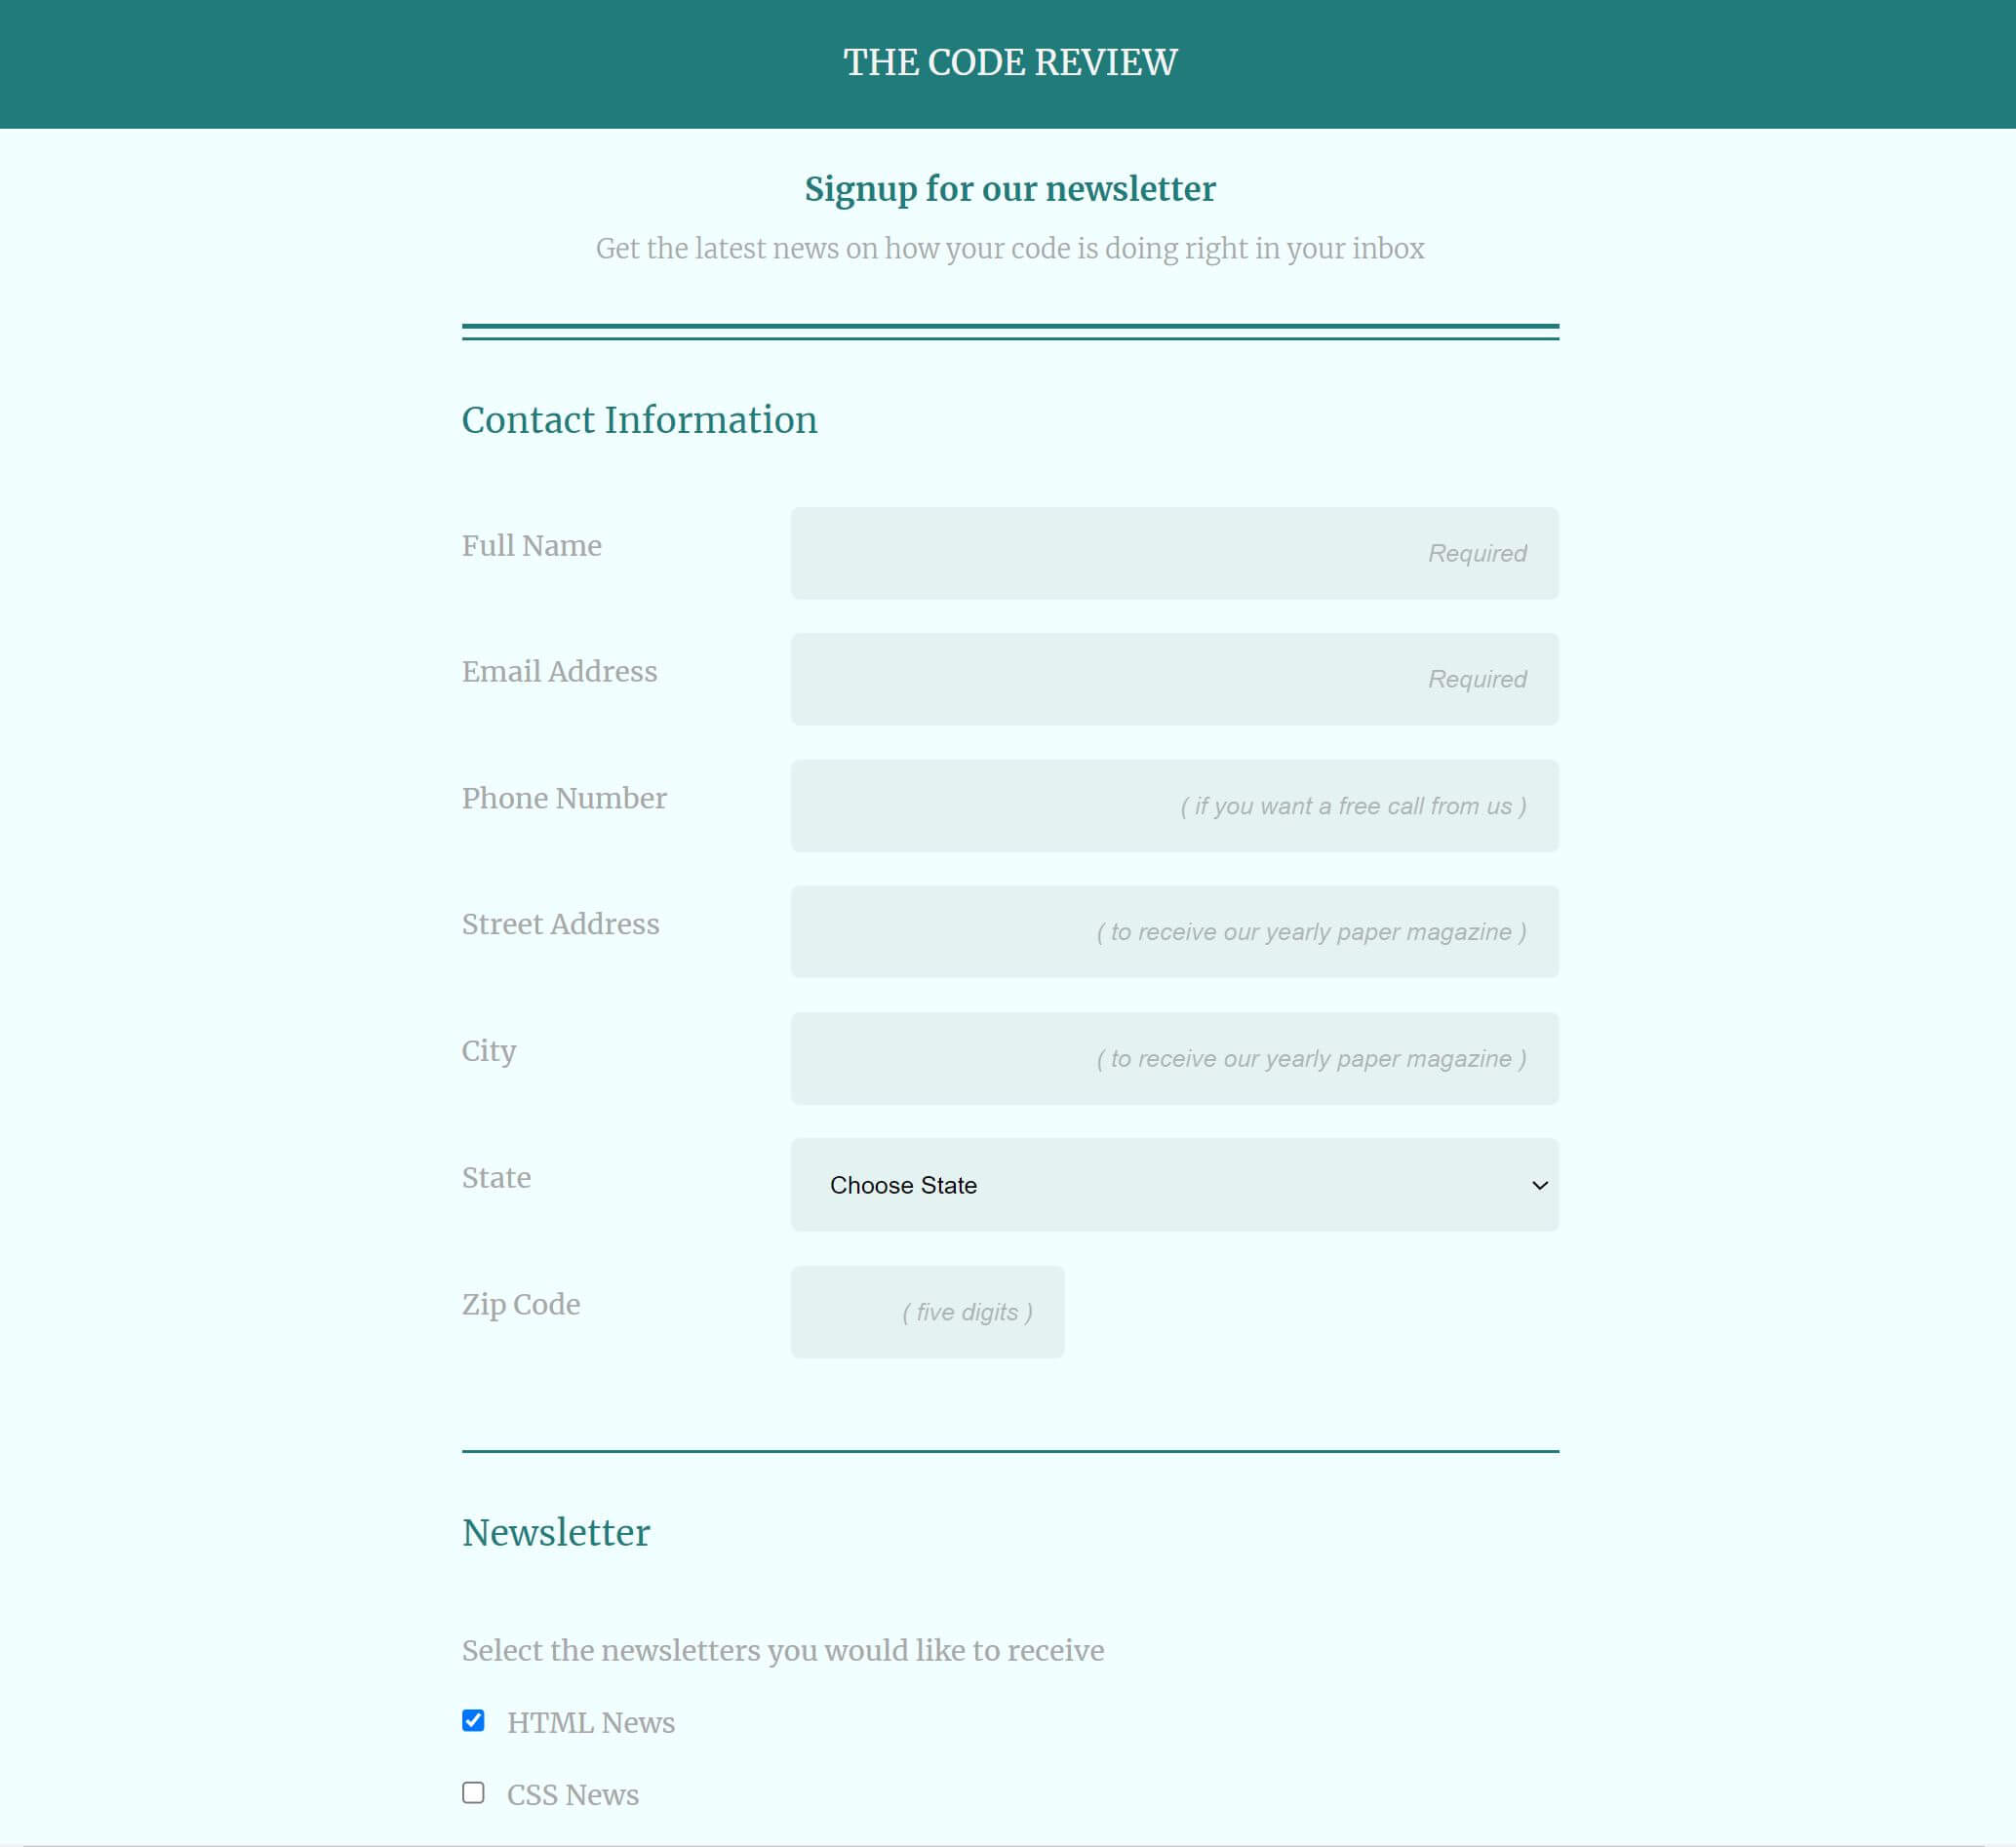 THE CODE REVIEW
Signup for our newsletter
Get the latest news on how your code is doing right in your inbox
Contact Information
Full Name
Required
Email Address
Required
Phone Number
( if you want a free call from us )
Street Address
( to receive our yearly paper magazine )
City
( to receive our yearly paper magazine )
State
Choose State
Zip Code
( five digits )
Newsletter
Select the newsletters you would like to receive
HTML News
CSS News